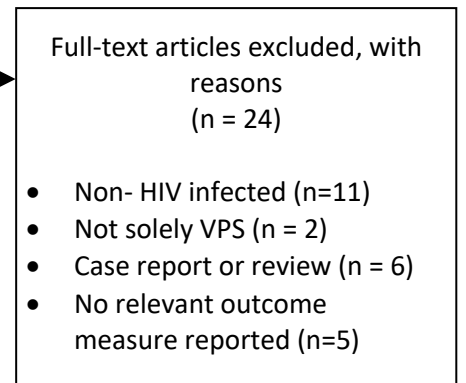 Full-text articles excluded, with
reasons
(n = 24)
• Non- HIV infected (n=11)
• Not solely VPS (n = 2)
• Case report or review (n = 6)
• No relevant outcome
measure reported (n=5)